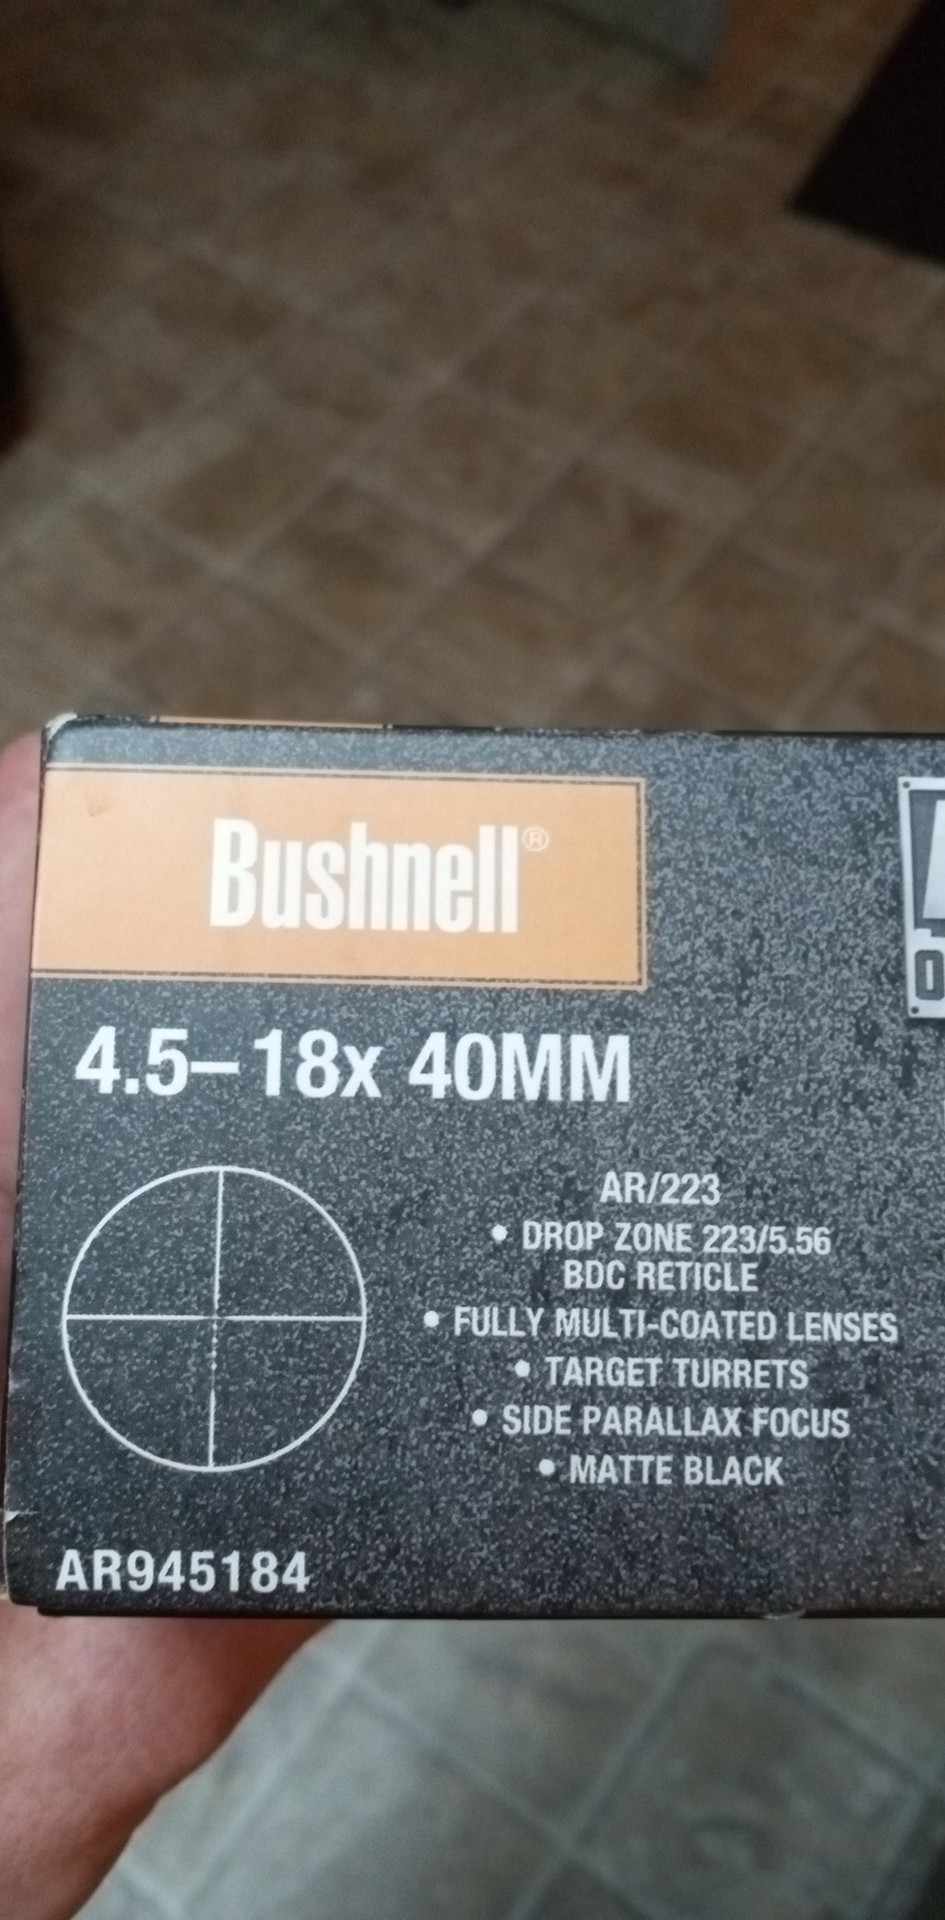 Bushnell®
4.5–18x 40MM
AR/223
• DROP ZONE 223/5.56
BDC RETICLE
• FULLY MULTI-COATED LENSES
• TARGET TURRETS
• SIDE PARALLAX FOCUS
• MATTE BLACK
AR945184